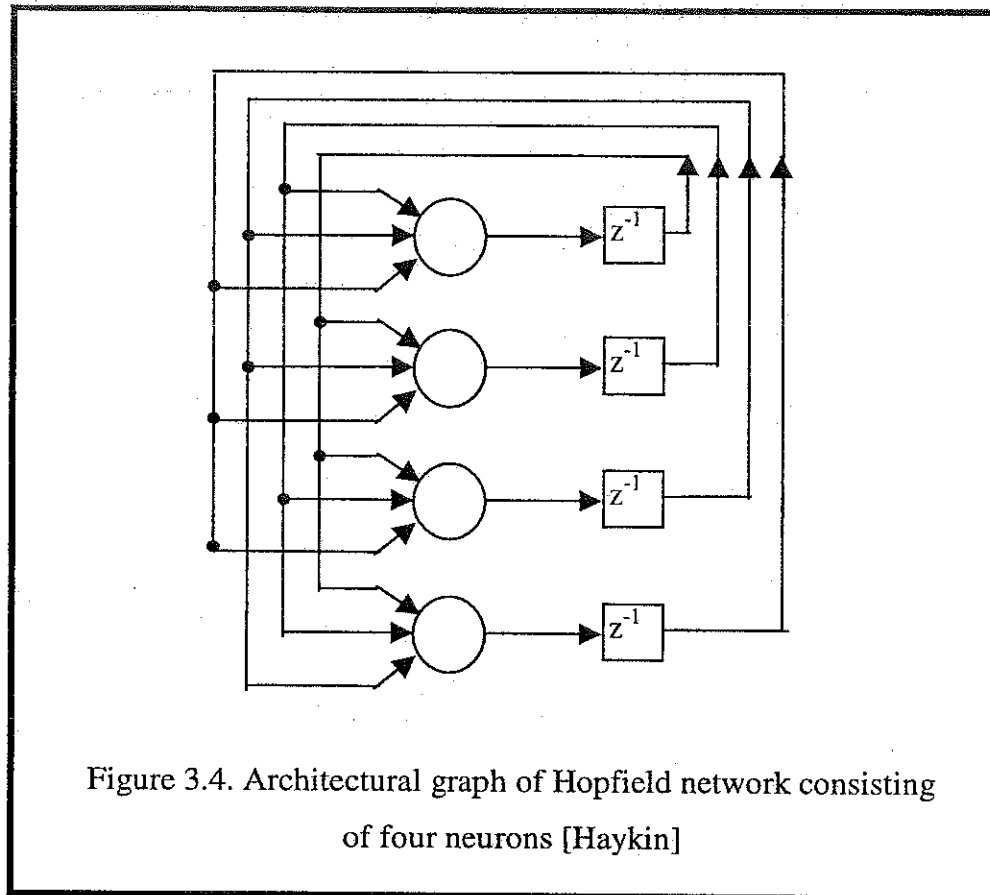 z⁻¹
z⁻¹
z⁻¹
z⁻¹
Figure 3.4. Architectural graph of Hopfield network consisting
of four neurons [Haykin]